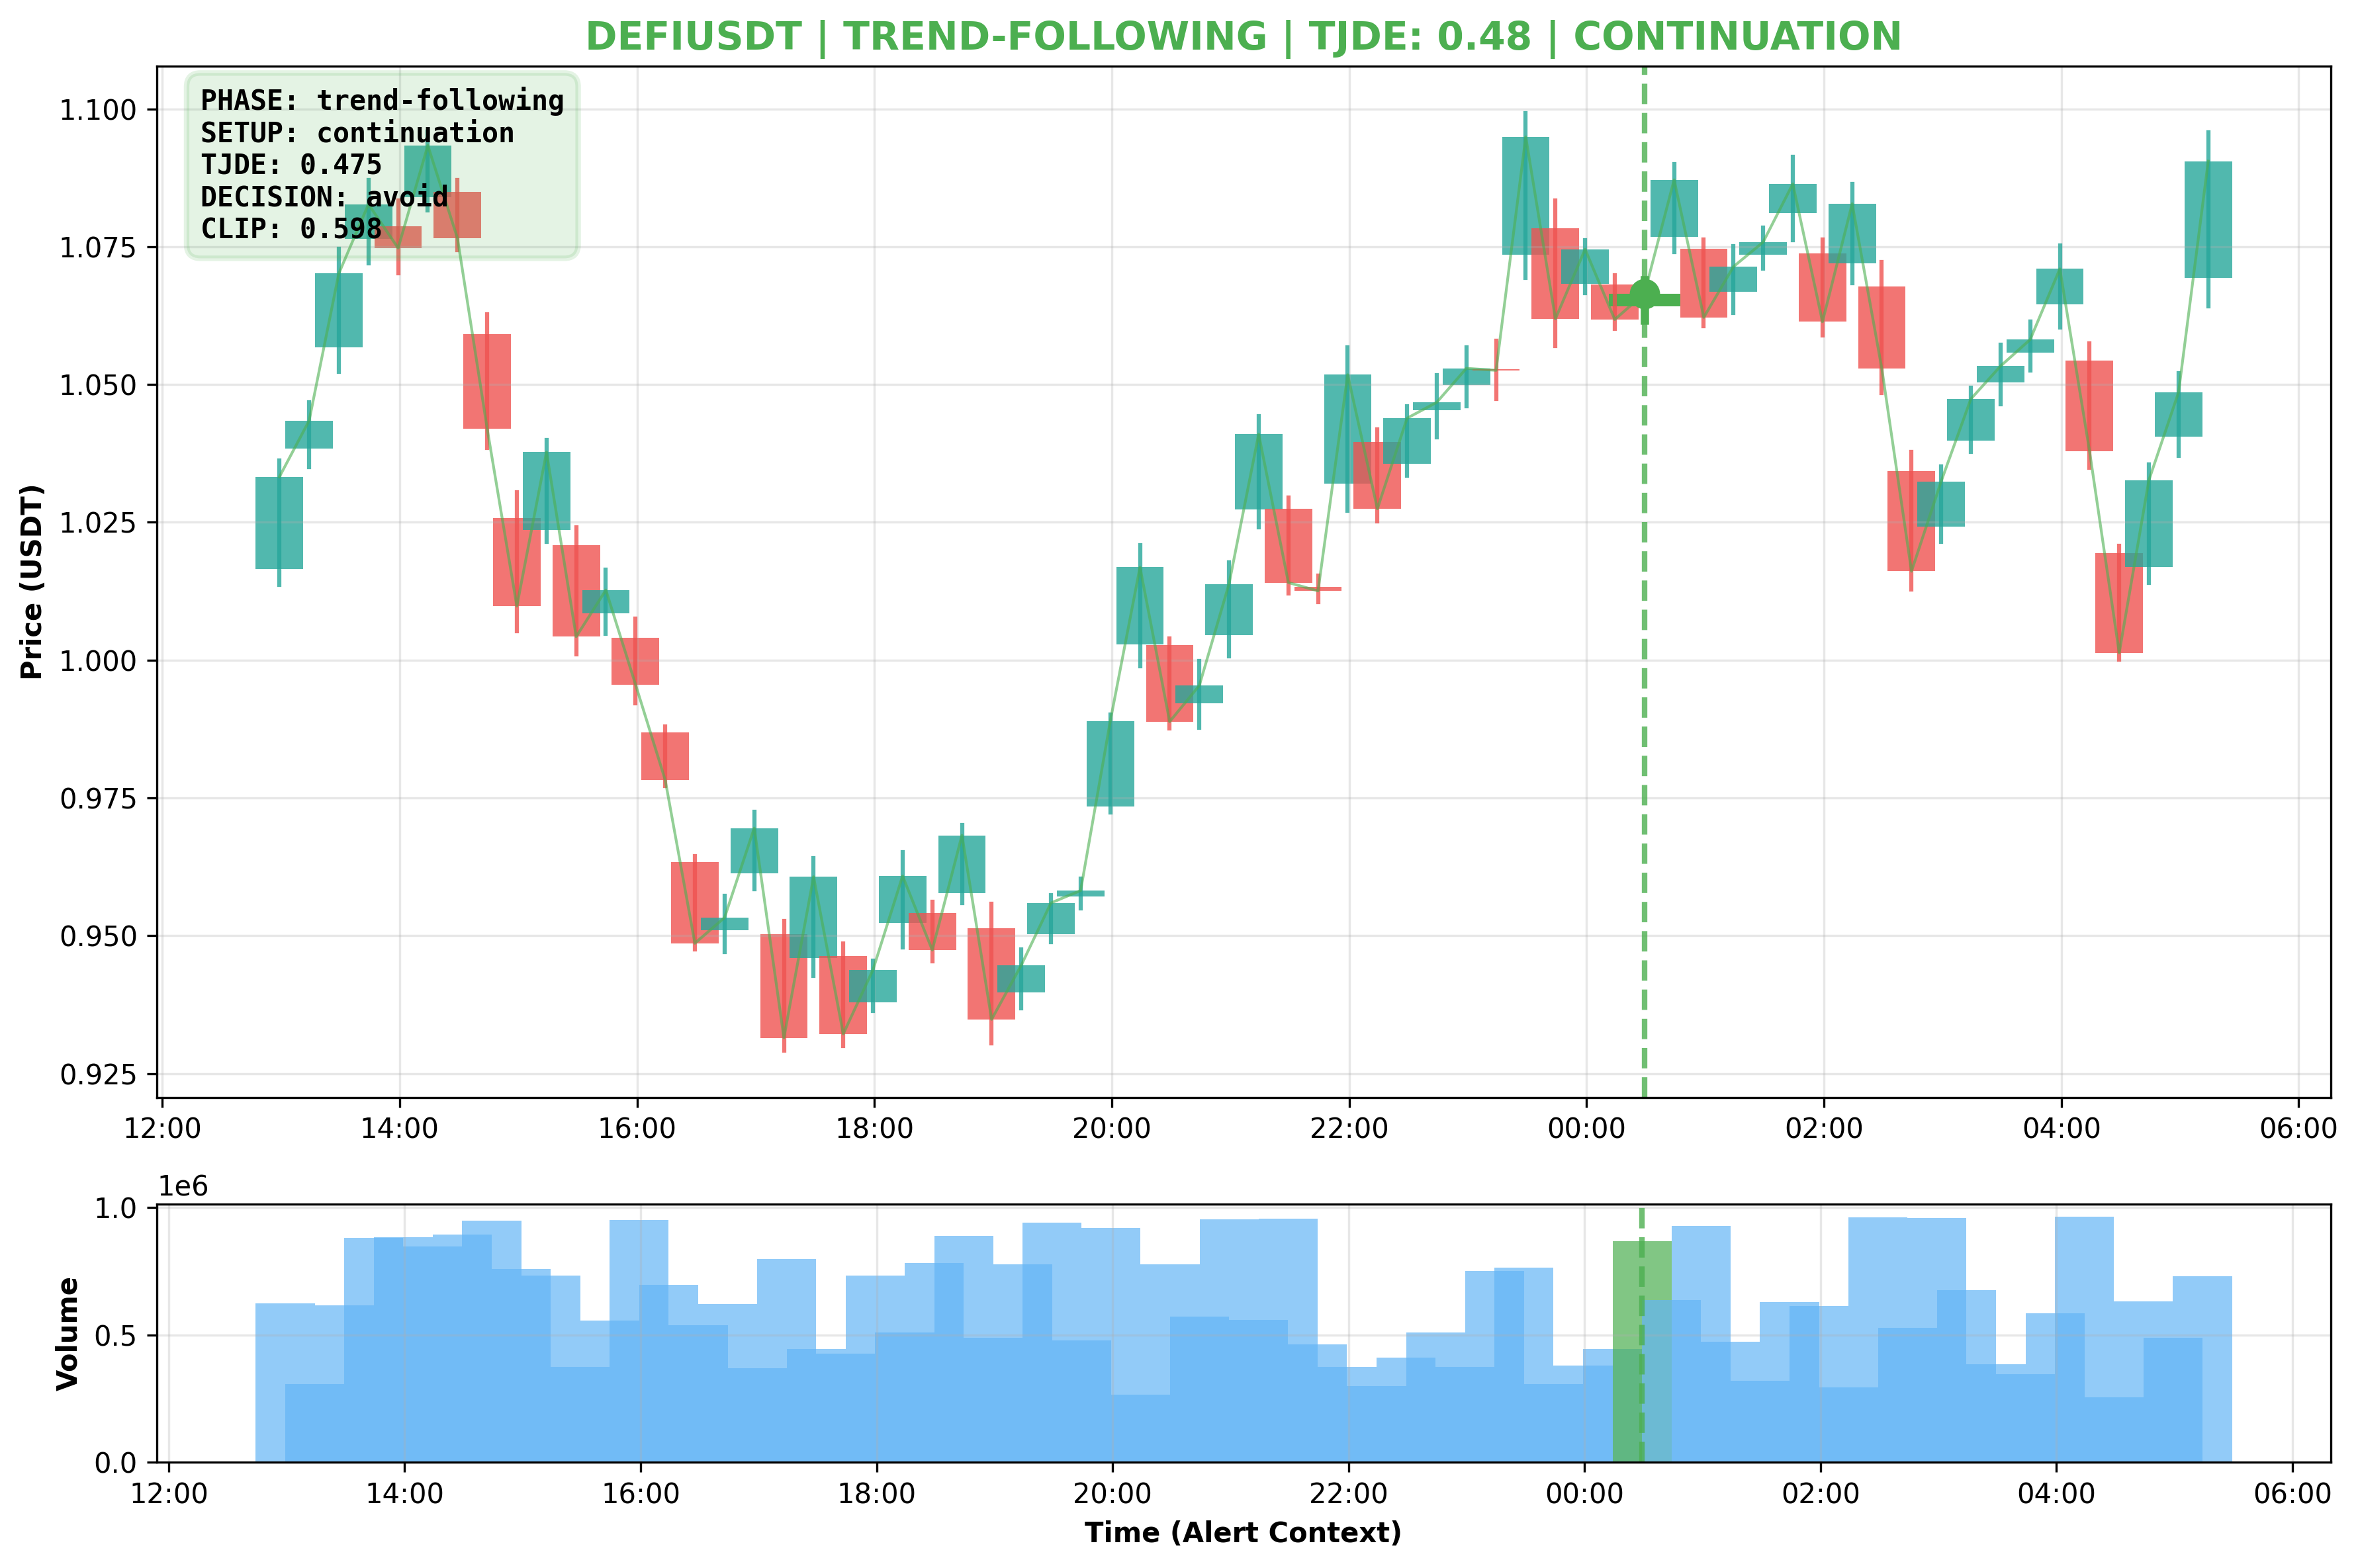 DEFIUSDT | TREND-FOLLOWING | TJDE: 0.48 | CONTINUATION
PHASE: trend-following
SETUP: continuation
TJDE: 0.475
DECISION: avoid
CLIP: 0.598
Price (USDT)
1.100
1.075
1.050
1.025
1.000
0.975
0.950
0.925
12:00 14:00 16:00 18:00 20:00 22:00 00:00 02:00 04:00 06:00
1e6
Volume
1.0
0.5
0.0
12:00 14:00 16:00 18:00 20:00 22:00 00:00 02:00 04:00 06:00
Time (Alert Context)